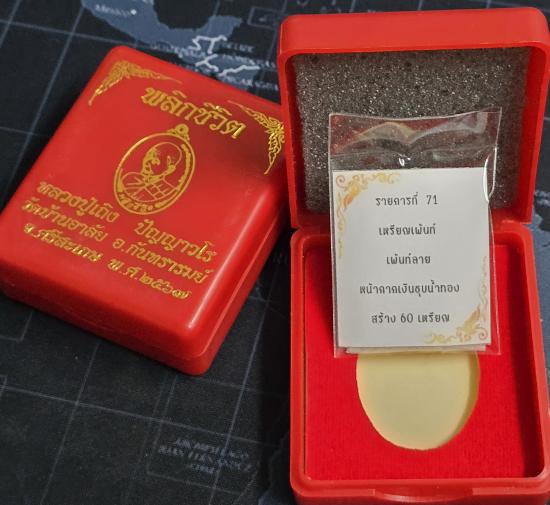 พลิกชีวิต
หลวงปู่เถิง ปัญญาวโร
วัดบ้านอาลัย อ.กันทรารมย์
จ.ศรีสะเกษ พ.ศ.๒๕๖๗
รายการที่ 71
เหรียญเพ้นท์
เพ้นท์ลาย
หน้ากากเงินชุบน้ำทอง
สร้าง 60 เหรียญ